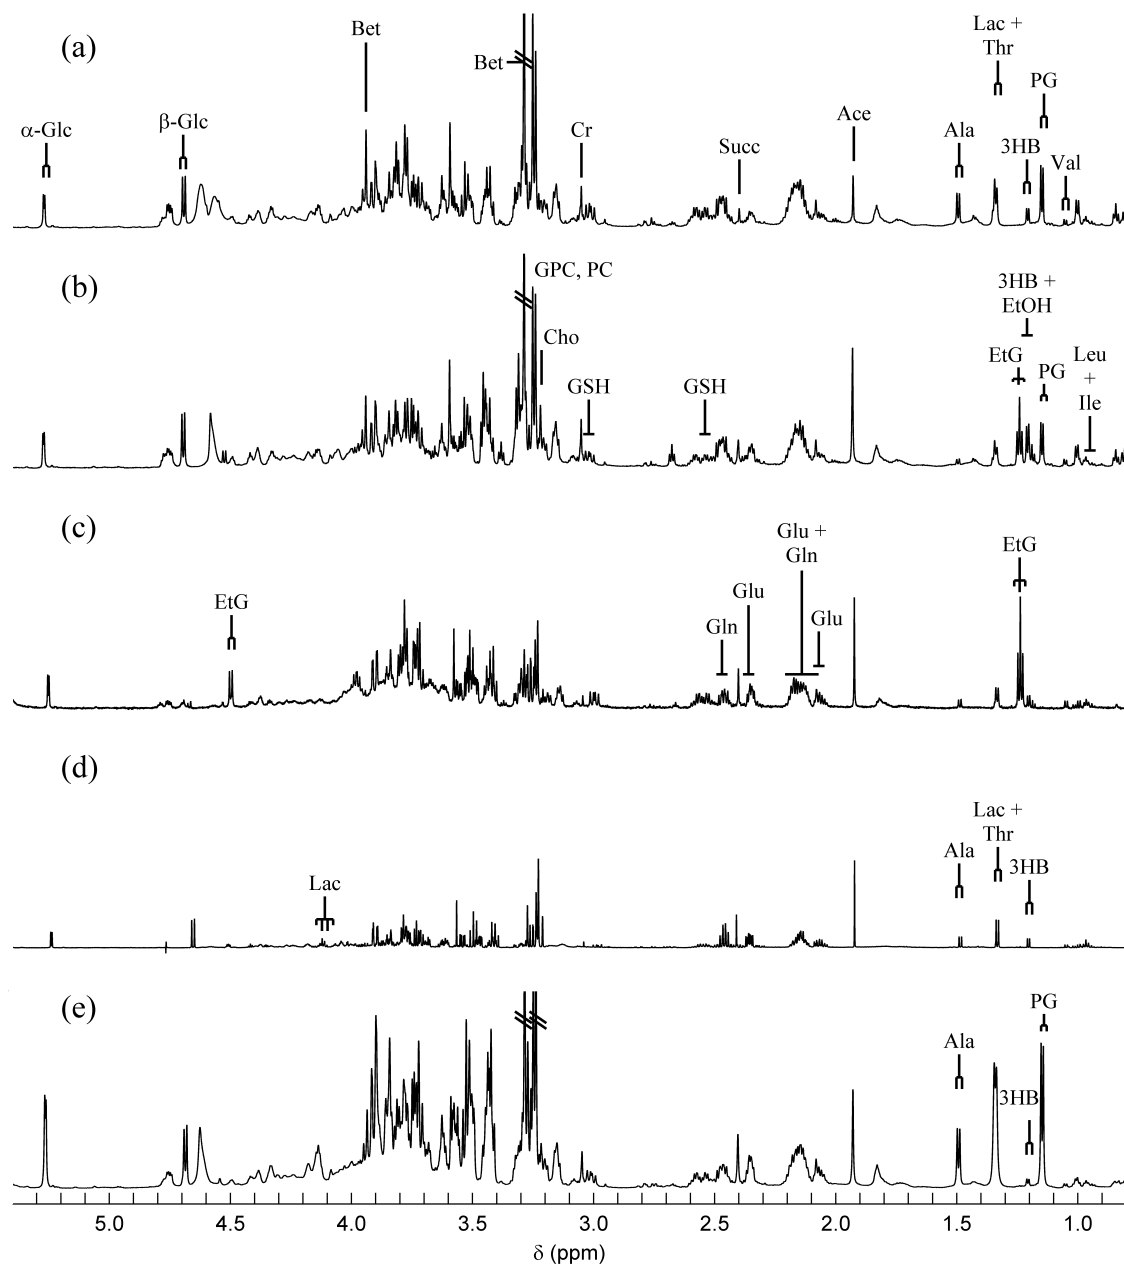 (a)
Bet
Lac +
Thr
Bet
PG
α-Glc
β-Glc
Cr
Succ
Ace
Ala
3HB
Val
(b)
GPC, PC
3HB +
EtOH
Cho
EtG
PG
Leu
+
Ile
GSH
GSH
(c)
Glu +
Gln
EtG
EtG
Glu
Gln
Glu
(d)
Lac +
Thr
Ala
3HB
Lac
(e)
PG
Ala
3HB
5.0 4.5 4.0 3.5 3.0 2.5 2.0 1.5 1.0
δ (ppm)